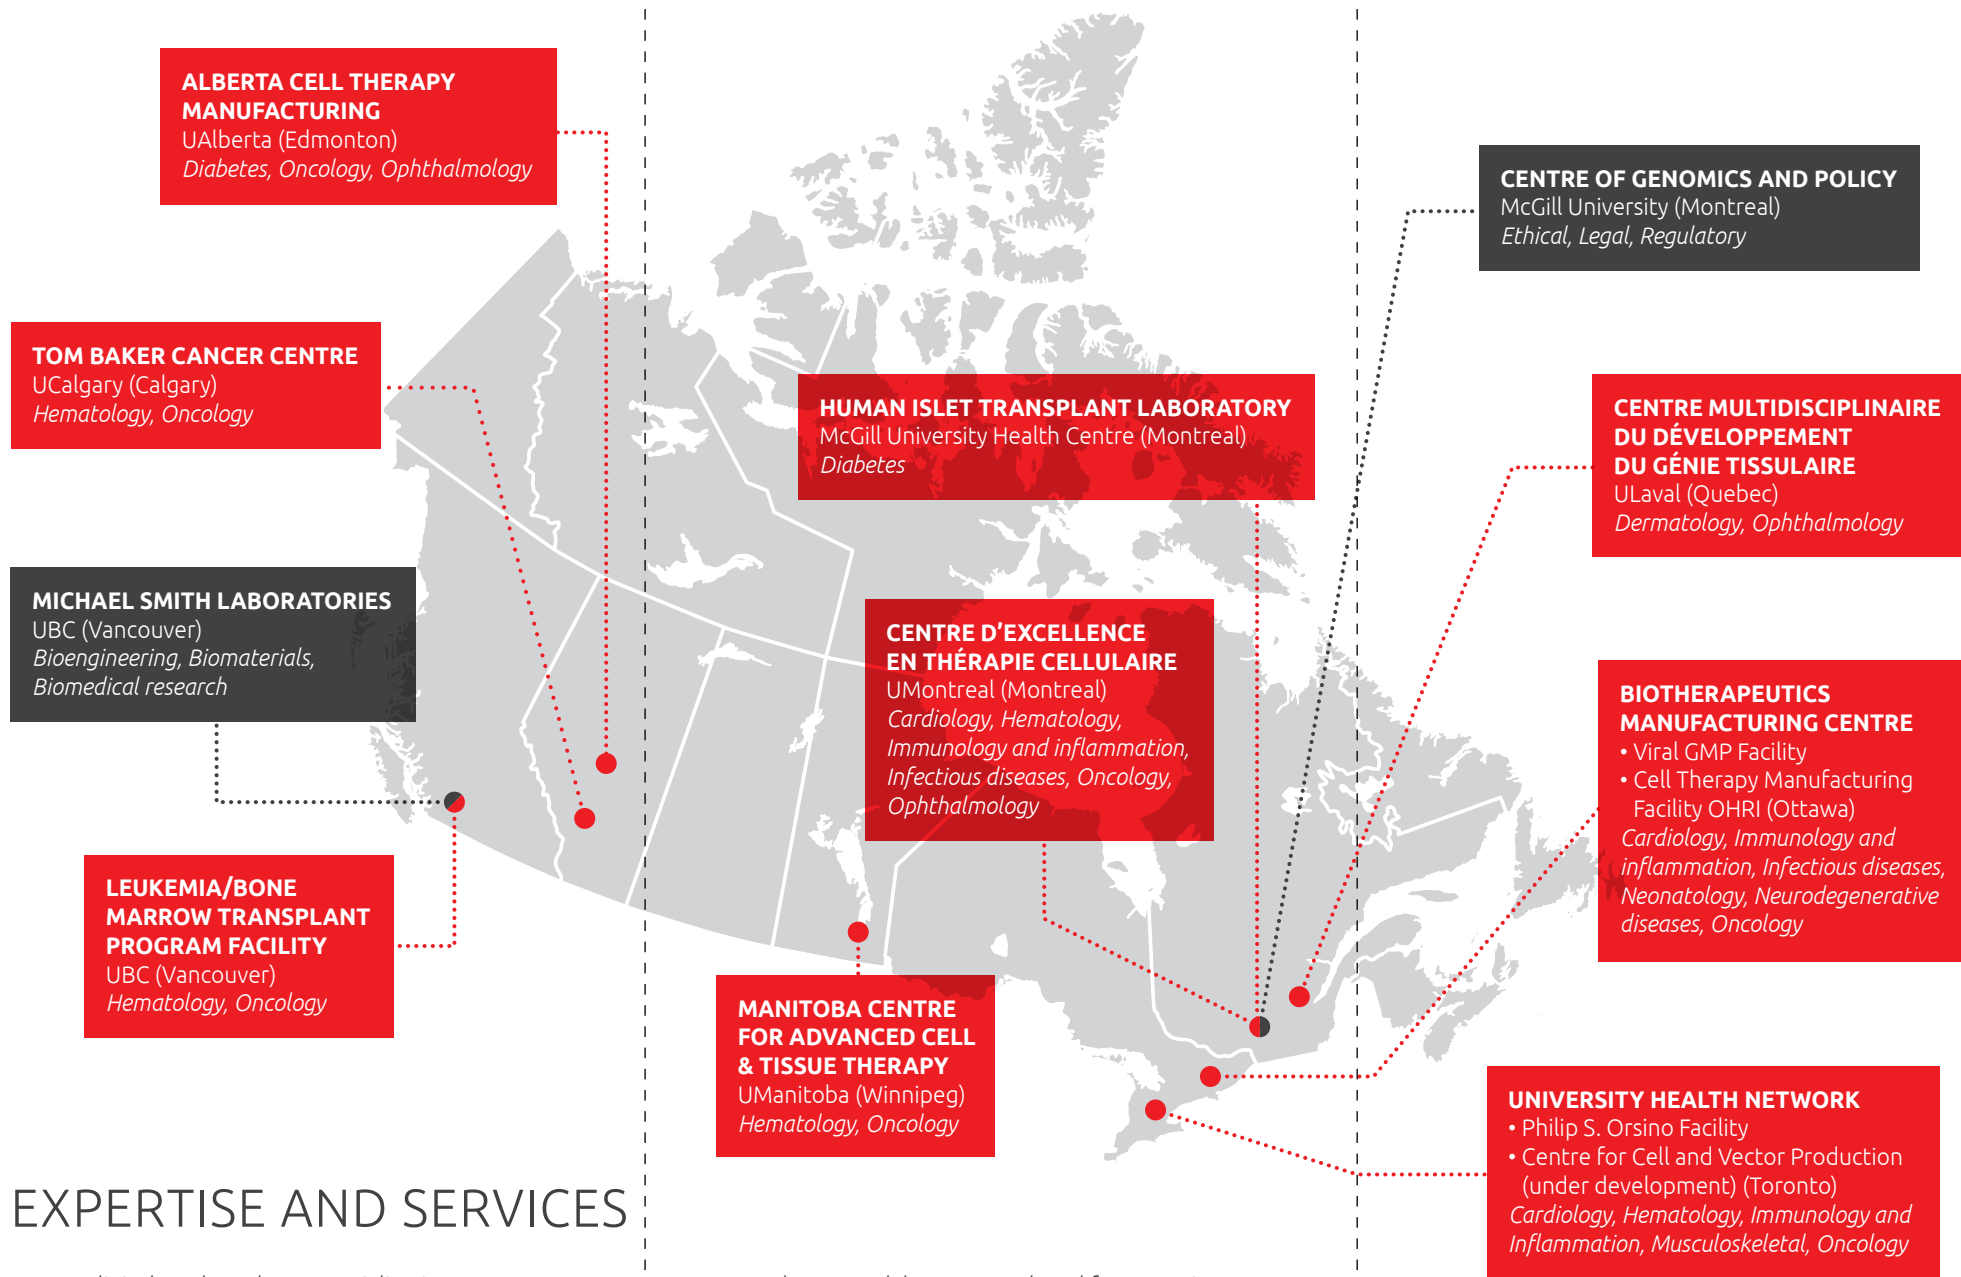 ALBERTA CELL THERAPY
MANUFACTURING
UAlberta (Edmonton)
Diabetes, Oncology, Ophthalmology
TOM BAKER CANCER CENTRE
UCalgary (Calgary)
Hematology, Oncology
MICHAEL SMITH LABORATORIES
UBC (Vancouver)
Bioengineering, Biomaterials,
Biomedical research
LEUKEMIA/BONE
MARROW TRANSPLANT
PROGRAM FACILITY
UBC (Vancouver)
Hematology, Oncology
HUMAN ISLET TRANSPLANT LABORATORY
McGill University Health Centre (Montreal)
Diabetes
CENTRE D'EXCELLENCE
EN THÉRAPIE CELLULAIRE
UMontreal (Montreal)
Cardiology, Hematology,
Immunology and inflammation,
Infectious diseases, Oncology,
Ophthalmology
MANITOBA CENTRE
FOR ADVANCED CELL
& TISSUE THERAPY
UManitoba (Winnipeg)
Hematology, Oncology
CENTRE OF GENOMICS AND POLICY
McGill University (Montreal)
Ethical, Legal, Regulatory
CENTRE MULTIDISCIPLINAIRE
DU DÉVELOPPEMENT
DU GÉNIE TISSULAIRE
ULaval (Quebec)
Dermatology, Ophthalmology
BIOTHERAPEUTICS
MANUFACTURING CENTRE
• Viral GMP Facility
• Cell Therapy Manufacturing
Facility OHRI (Ottawa)
Cardiology, Immunology and
inflammation, Infectious diseases,
Neonatology, Neurodegenerative
diseases, Oncology
UNIVERSITY HEALTH NETWORK
• Philip S. Orsino Facility
• Centre for Cell and Vector Production
(under development) (Toronto)
Cardiology, Hematology, Immunology and
Inflammation, Musculoskeletal, Oncology
EXPERTISE AND SERVICES